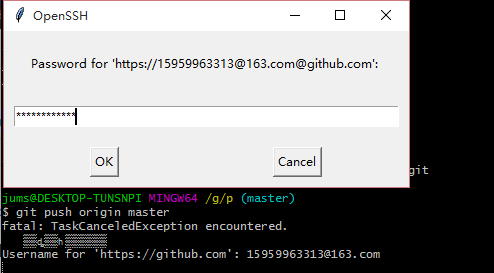 OpenSSH
Password for 'https://15959963313@163.com@github.com':
************
OK
Cancel
git
jums@DESKTOP-TUNSNPI MINGW64 /g/p (master)
$ git push origin master
fatal: TaskCanceledException encountered.
Username for 'https://github.com': 15959963313@163.com